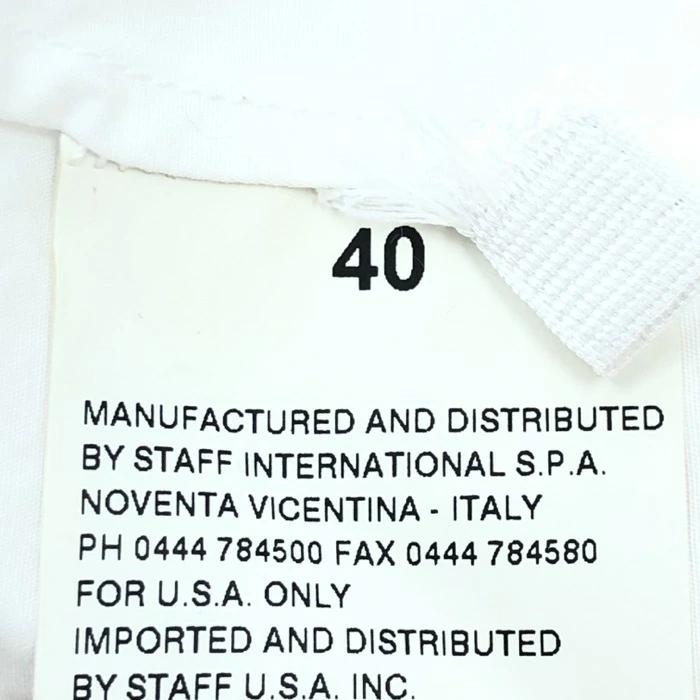 40
MANUFACTURED AND DISTRIBUTED
BY STAFF INTERNATIONAL S.P.A.
NOVENTA VICENTINA - ITALY
PH 0444 784500 FAX 0444 784580
FOR U.S.A. ONLY
IMPORTED AND DISTRIBUTED
BY STAFF U.S.A. INC.